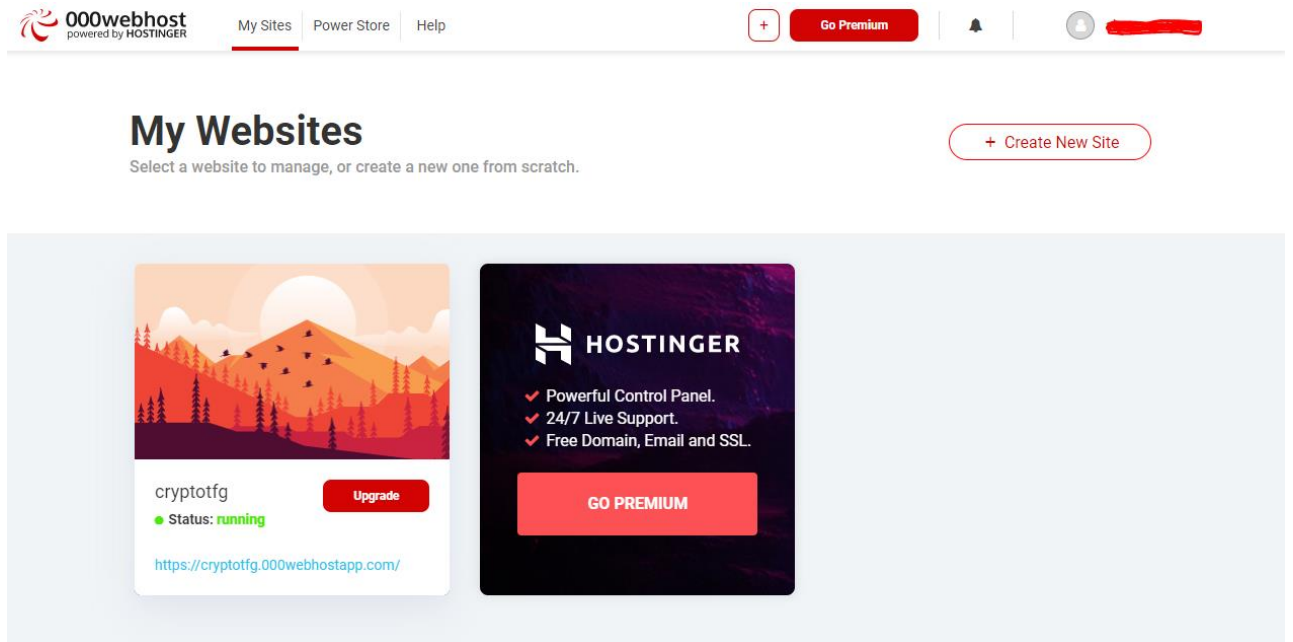 000webhost
powered by HOSTINGER
My Sites
Power Store
Help
+
Go Premium
My Websites
Select a website to manage, or create a new one from scratch.
+ Create New Site
cryptotfg
Upgrade
Status: running
https://cryptotfg.000webhostapp.com/
HOSTINGER
Powerful Control Panel.
24/7 Live Support.
Free Domain, Email and SSL.
GO PREMIUM